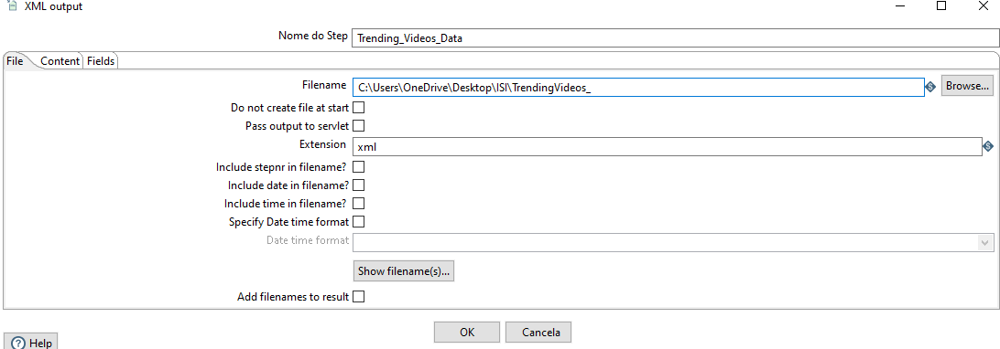 XML output
Nome do Step Trending_Videos_Data
File Content Fields
Filename C:\Users\OneDrive\Desktop\ISI\TrendingVideos_ Browse...
Do not create file at start
Pass output to servlet
Extension xml
Include stepnr in filename?
Include date in filename?
Include time in filename?
Specify Date time format
Date time format
Show filename(s)...
Add filenames to result
OK Cancela
Help